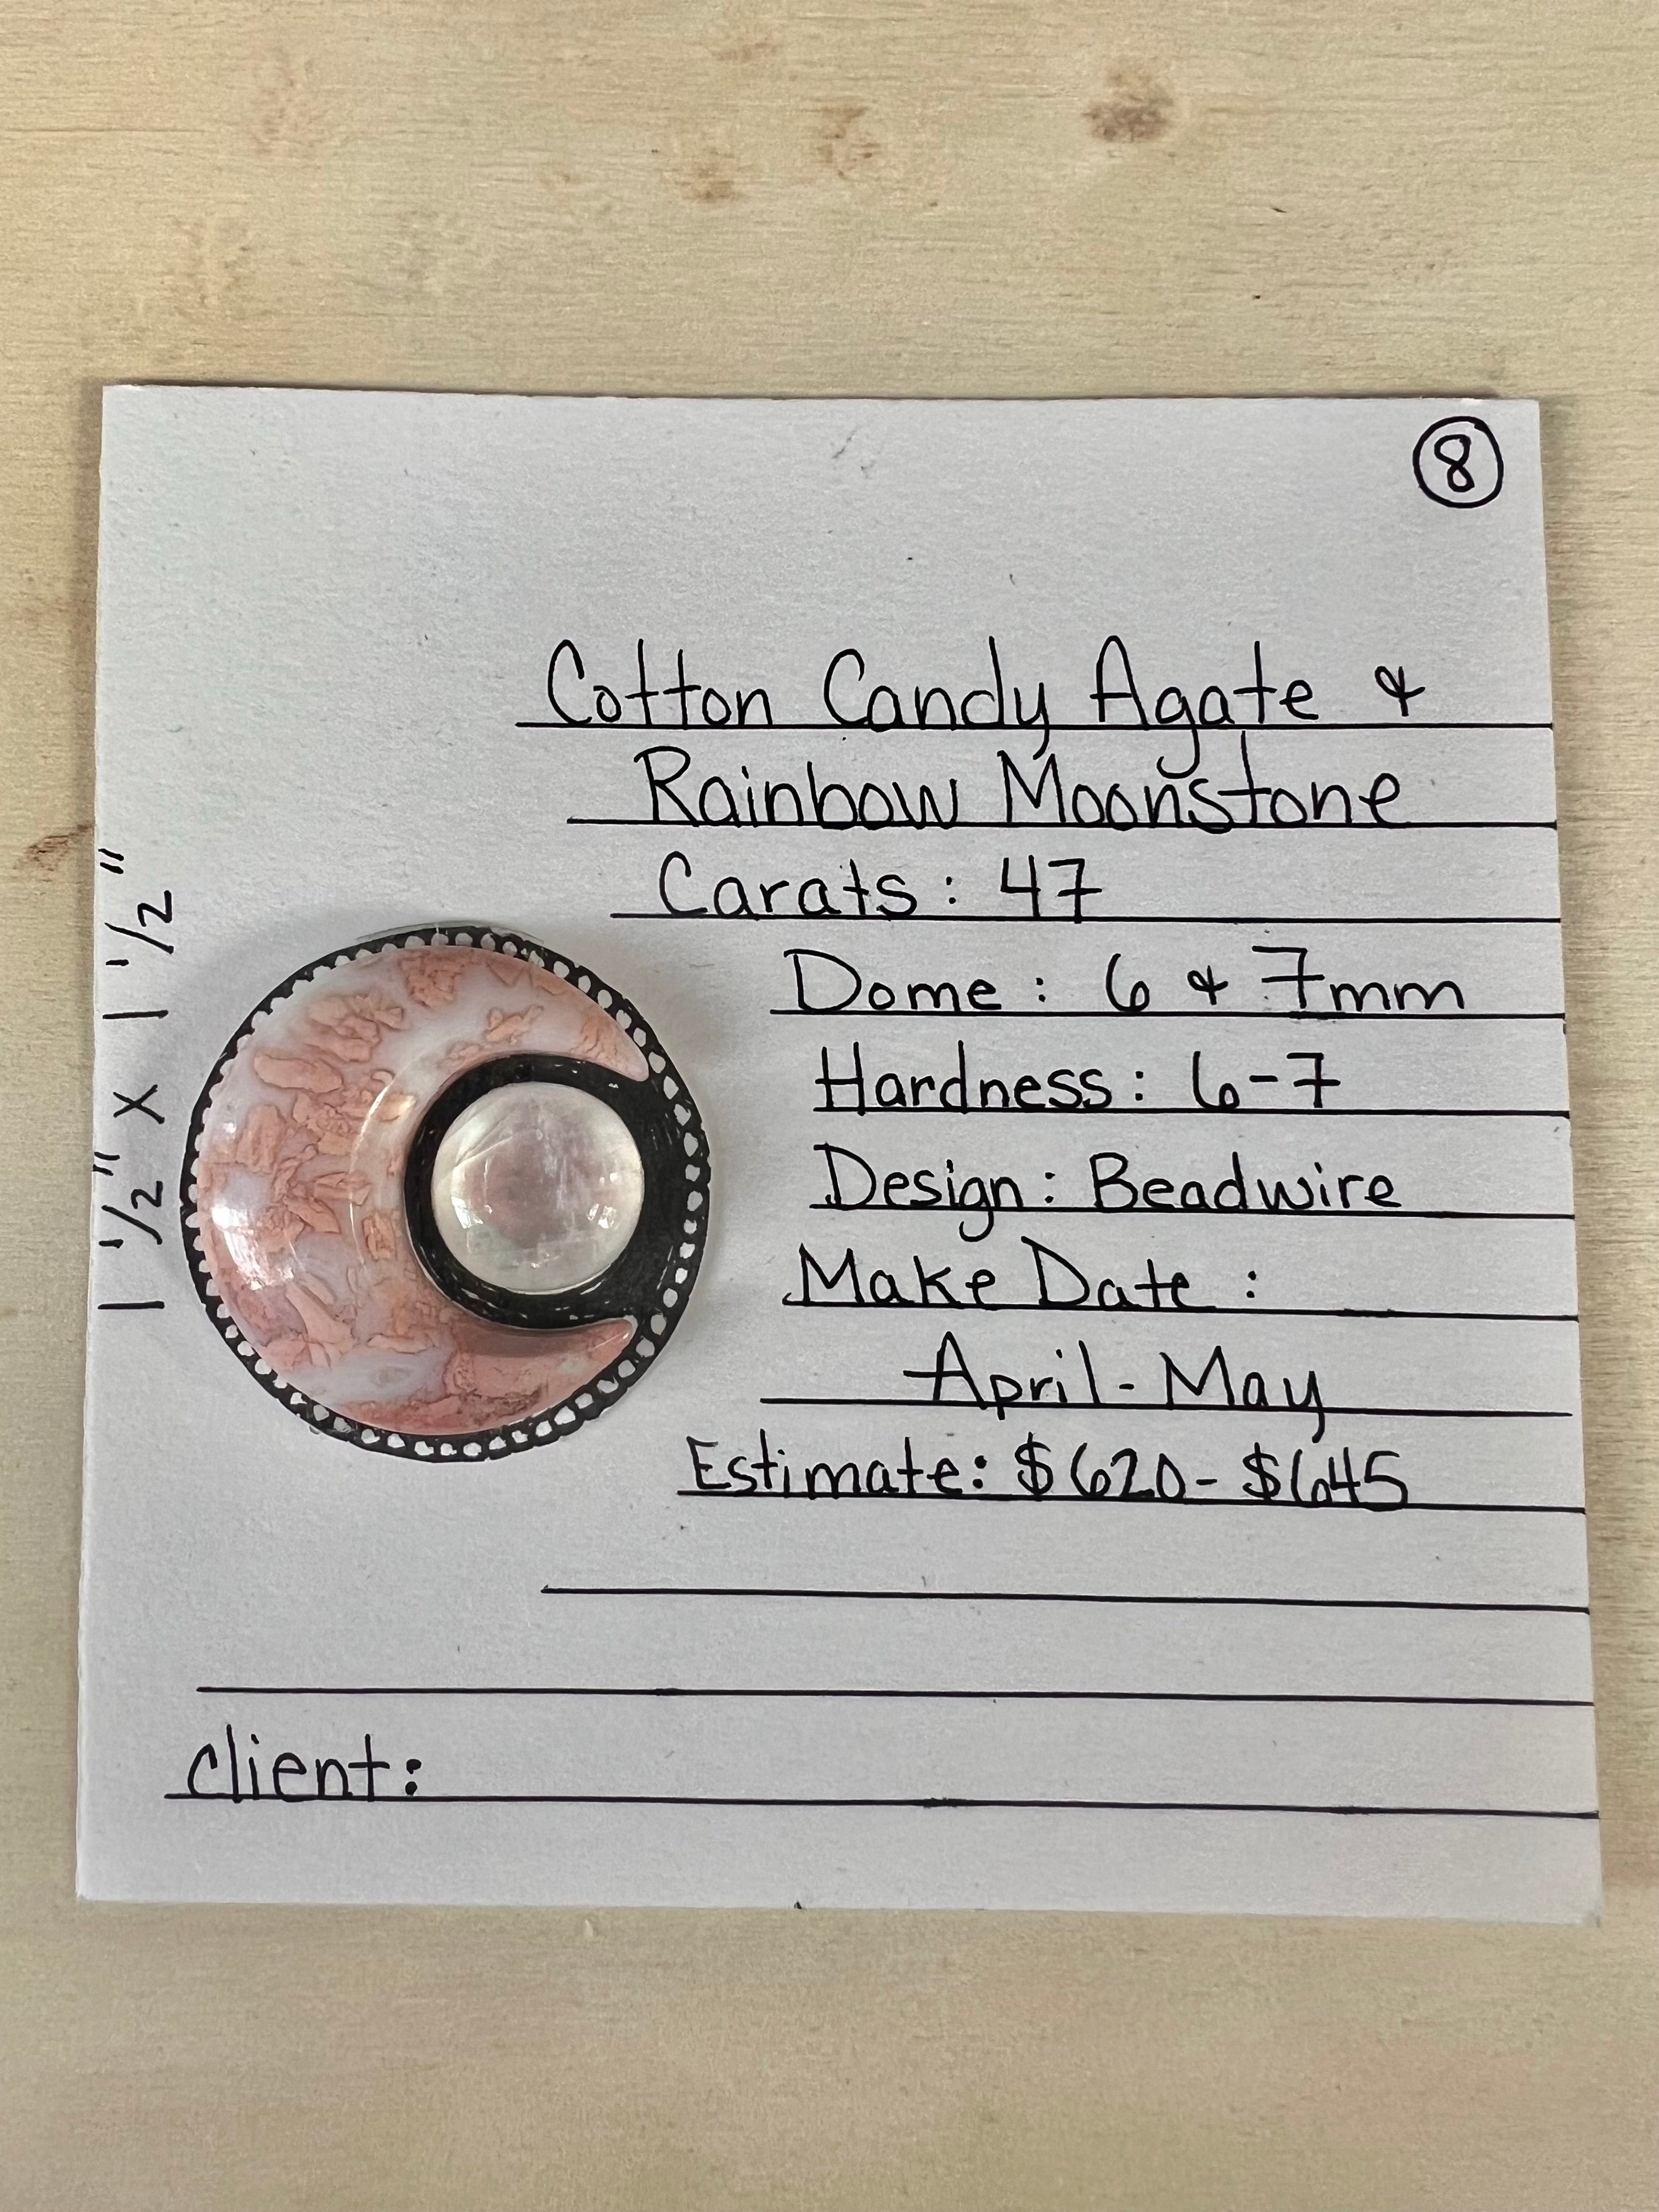 8
Cotton Candy Agate &
Rainbow Moonstone
Carats: 47
Dome: 6 & 7mm
Hardness: 6-7
Design: Beadwire
Make Date:
April-May
Estimate: $620-$645
client:
1 1/2" x 1 1/2"